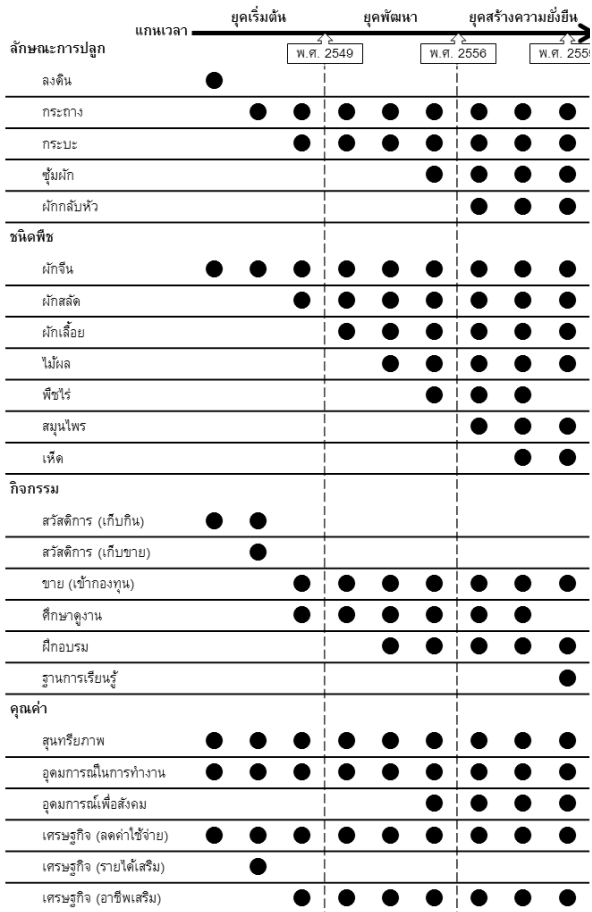 ยุคเริ่มต้น ยุคพัฒนา ยุคสร้างความยั่งยืน
แกนเวลา
ลักษณะการปลูก พ.ศ. 2549 พ.ศ. 2556 พ.ศ. 2559
ลงดิน
กระถาง
กระบะ
ซุ้มผัก
ผักกลับหัว
ชนิดพืช
ผักจีน
ผักสลัด
ผักเลื้อย
ไม้ผล
พืชไร่
สมุนไพร
เห็ด
กิจกรรม
สวัสดิการ (เก็บกิน)
สวัสดิการ (เก็บขาย)
ขาย (เข้ากองทุน)
ศึกษาดูงาน
ฝึกอบรม
ฐานการเรียนรู้
คุณค่า
สุนทรียภาพ
อุดมการณ์ในการทำงาน
อุดมการณ์เพื่อสังคม
เศรษฐกิจ (ลดค่าใช้จ่าย)
เศรษฐกิจ (รายได้เสริม)
เศรษฐกิจ (อาชีพเสริม)